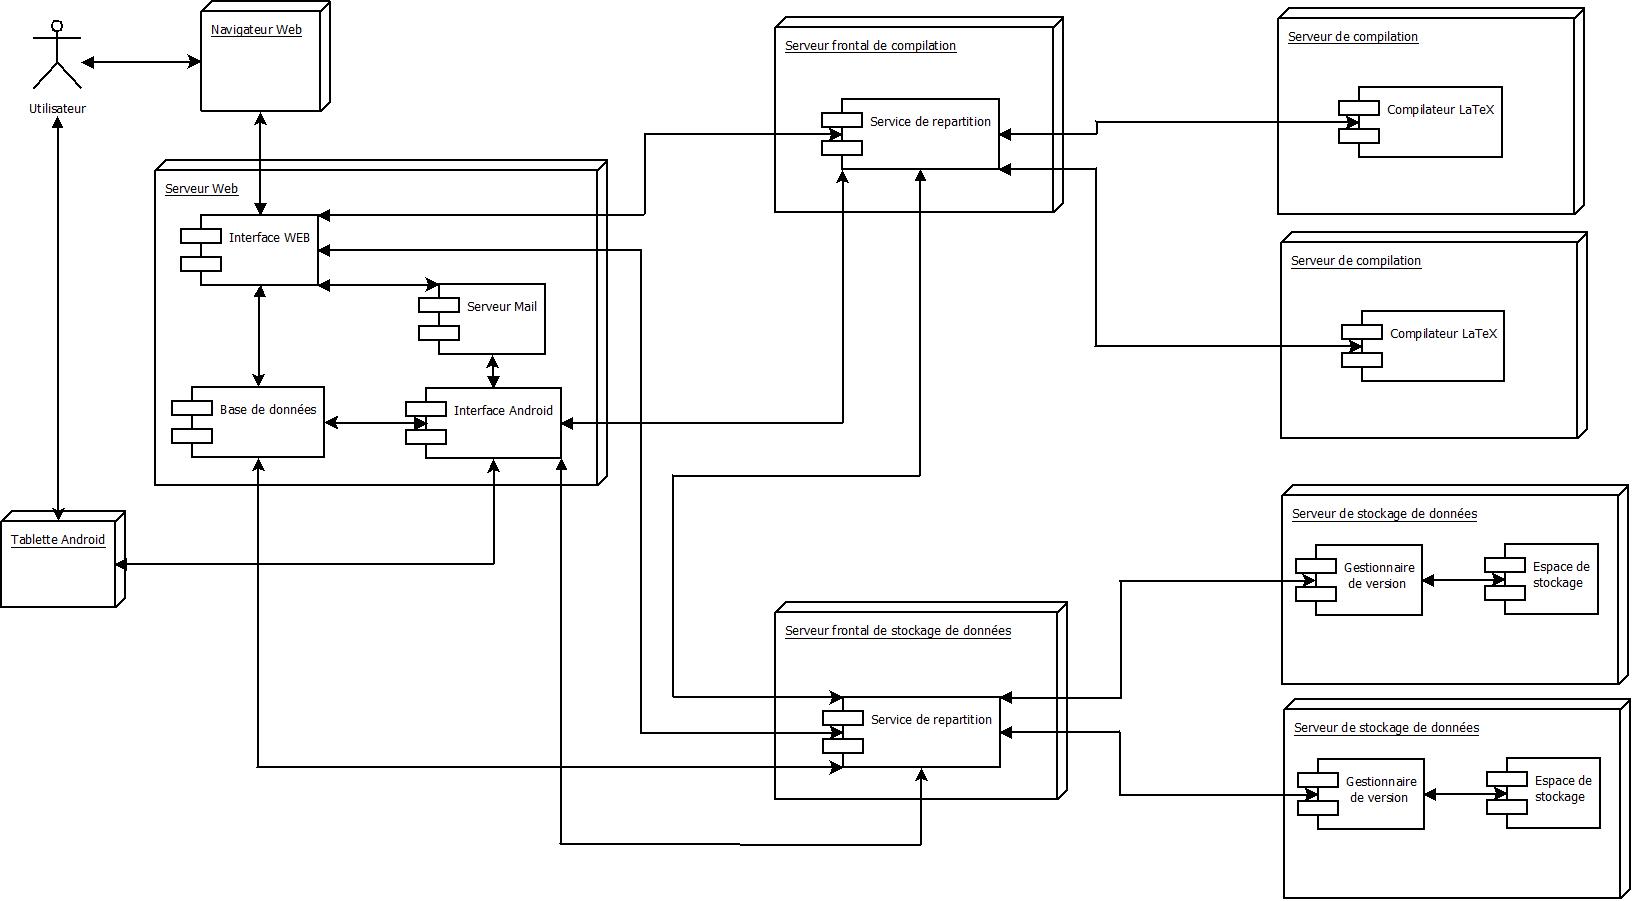 Utilisateur
Navigateur Web
Serveur Web
Interface WEB
Serveur Mail
Base de données
Interface Android
Tablette Android
Serveur frontal de compilation
Service de repartition
Serveur de compilation
Compilateur LaTeX
Serveur de compilation
Compilateur LaTeX
Serveur frontal de stockage de données
Service de repartition
Serveur de stockage de données
Gestionnaire
de version
Espace de
stockage
Serveur de stockage de données
Gestionnaire
de version
Espace de
stockage